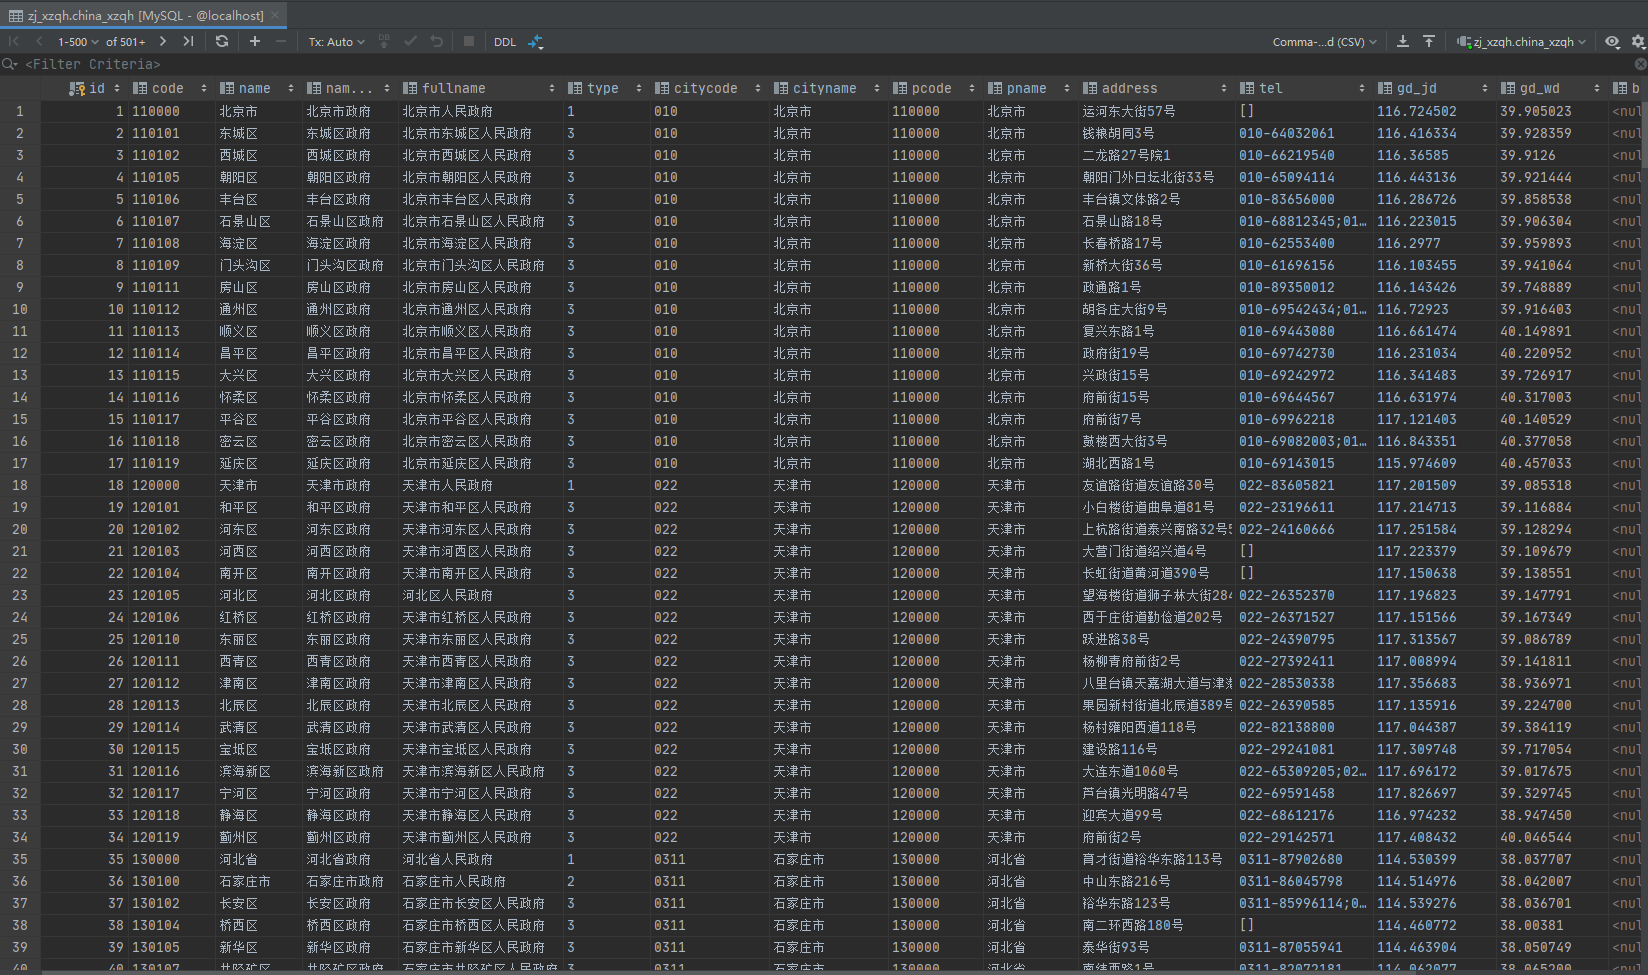 zj_xzqh.china_xzqh [MySQL - @localhost]
1-500 of 501+ Tx: Auto DB DDL Comma-...d (CSV) zj_xzqh.china_xzqh
<Filter Criteria>
id code name nam... fullname type citycode cityname pcode pname address tel gd_jd gd_wd b
1 1 110000 北京市 北京市政府 北京市人民政府 1 010 北京市 110000 北京市 运河东大街57号 [] 116.724502 39.905023 <nul
2 2 110101 东城区 东城区政府 北京市东城区人民政府 3 010 北京市 110000 北京市 钱粮胡同3号 010-64032061 116.416334 39.928359 <nul
3 3 110102 西城区 西城区政府 北京市西城区人民政府 3 010 北京市 110000 北京市 二龙路27号院1 010-66219540 116.36585 39.9126 <nul
4 4 110105 朝阳区 朝阳区政府 北京市朝阳区人民政府 3 010 北京市 110000 北京市 朝阳门外日坛北街33号 010-65094114 116.443136 39.921444 <nul
5 5 110106 丰台区 丰台区政府 北京市丰台区人民政府 3 010 北京市 110000 北京市 丰台镇文体路2号 010-83656000 116.286726 39.858538 <nul
6 6 110107 石景山区 石景山区政府 北京市石景山区人民政府 3 010 北京市 110000 北京市 石景山路18号 010-68812345;01... 116.223015 39.906304 <nul
7 7 110108 海淀区 海淀区政府 北京市海淀区人民政府 3 010 北京市 110000 北京市 长春桥路17号 010-62553400 116.2977 39.959893 <nul
8 8 110109 门头沟区 门头沟区政府 北京市门头沟区人民政府 3 010 北京市 110000 北京市 新桥大街36号 010-61696156 116.103455 39.941064 <nul
9 9 110111 房山区 房山区政府 北京市房山区人民政府 3 010 北京市 110000 北京市 政通路1号 010-89350012 116.143426 39.748889 <nul
10 10 110112 通州区 通州区政府 北京市通州区人民政府 3 010 北京市 110000 北京市 胡各庄大街9号 010-69542434;01... 116.72923 39.916403 <nul
11 11 110113 顺义区 顺义区政府 北京市顺义区人民政府 3 010 北京市 110000 北京市 复兴东路1号 010-69443080 116.661474 40.149891 <nul
12 12 110114 昌平区 昌平区政府 北京市昌平区人民政府 3 010 北京市 110000 北京市 政府街19号 010-69742730 116.231034 40.220952 <nul
13 13 110115 大兴区 大兴区政府 北京市大兴区人民政府 3 010 北京市 110000 北京市 兴政街15号 010-69242972 116.341483 39.726917 <nul
14 14 110116 怀柔区 怀柔区政府 北京市怀柔区人民政府 3 010 北京市 110000 北京市 府前街15号 010-69644567 116.631974 40.317003 <nul
15 15 110117 平谷区 平谷区政府 北京市平谷区人民政府 3 010 北京市 110000 北京市 府前街7号 010-69962218 117.121403 40.140529 <nul
16 16 110118 密云区 密云区政府 北京市密云区人民政府 3 010 北京市 110000 北京市 鼓楼西大街3号 010-69082003;01... 116.843351 40.377058 <nul
17 17 110119 延庆区 延庆区政府 北京市延庆区人民政府 3 010 北京市 110000 北京市 湖北西路1号 010-69143015 115.974609 40.457033 <nul
18 18 120000 天津市 天津市政府 天津市人民政府 1 022 天津市 120000 天津市 友谊路街道友谊路30号 022-83605821 117.201509 39.085318 <nul
19 19 120101 和平区 和平区政府 天津市和平区人民政府 3 022 天津市 120000 天津市 小白楼街道曲阜道81号 022-23196611 117.214713 39.116884 <nul
20 20 120102 河东区 河东区政府 天津市河东区人民政府 3 022 天津市 120000 天津市 上杭路街道泰兴南路32号 022-24160666 117.251584 39.128294 <nul
21 21 120103 河西区 河西区政府 天津市河西区人民政府 3 022 天津市 120000 天津市 大营门街道绍兴道4号 [] 117.223379 39.109679 <nul
22 22 120104 南开区 南开区政府 天津市南开区人民政府 3 022 天津市 120000 天津市 长虹街道黄河道390号 [] 117.150638 39.138551 <nul
23 23 120105 河北区 河北区政府 河北区人民政府 3 022 天津市 120000 天津市 望海楼街道狮子林大街284 022-26352370 117.196823 39.147791 <nul
24 24 120106 红桥区 红桥区政府 天津市红桥区人民政府 3 022 天津市 120000 天津市 西于庄街道勤俭道202号 022-26371527 117.151566 39.167349 <nul
25 25 120110 东丽区 东丽区政府 天津市东丽区人民政府 3 022 天津市 120000 天津市 跃进路38号 022-24390795 117.313567 39.086789 <nul
26 26 120111 西青区 西青区政府 天津市西青区人民政府 3 022 天津市 120000 天津市 杨柳青府前街2号 022-27392411 117.008994 39.141811 <nul
27 27 120112 津南区 津南区政府 天津市津南区人民政府 3 022 天津市 120000 天津市 八里台镇天嘉湖大道与津 022-28530338 117.356683 38.936971 <nul
28 28 120113 北辰区 北辰区政府 天津市北辰区人民政府 3 022 天津市 120000 天津市 果园新村街道北辰道389号 022-26390585 117.135916 39.224700 <nul
29 29 120114 武清区 武清区政府 天津市武清区人民政府 3 022 天津市 120000 天津市 杨村雍阳西道118号 022-82138800 117.044387 39.384119 <nul
30 30 120115 宝坻区 宝坻区政府 天津市宝坻区人民政府 3 022 天津市 120000 天津市 建设路116号 022-29241081 117.309748 39.717054 <nul
31 31 120116 滨海新区 滨海新区政府 天津市滨海新区人民政府 3 022 天津市 120000 天津市 大连东道1060号 022-65309205;02... 117.696172 39.017675 <nul
32 32 120117 宁河区 宁河区政府 天津市宁河区人民政府 3 022 天津市 120000 天津市 芦台镇光明路47号 022-69591458 117.826697 39.329745 <nul
33 33 120118 静海区 静海区政府 天津市静海区人民政府 3 022 天津市 120000 天津市 迎宾大道99号 022-68612176 116.974232 38.947450 <nul
34 34 120119 蓟州区 蓟州区政府 天津市蓟州区人民政府 3 022 天津市 120000 天津市 府前街2号 022-29142571 117.408432 40.046544 <nul
35 35 130000 河北省 河北省政府 河北省人民政府 1 0311 石家庄市 130000 河北省 育才街道裕华东路113号 0311-87902680 114.530399 38.037707 <nul
36 36 130100 石家庄市 石家庄市政府 石家庄市人民政府 2 0311 石家庄市 130000 河北省 中山东路216号 0311-86045798 114.514976 38.042007 <nul
37 37 130102 长安区 长安区政府 石家庄市长安区人民政府 3 0311 石家庄市 130000 河北省 裕华东路123号 0311-85996114;0... 114.539276 38.036701 <nul
38 38 130104 桥西区 桥西区政府 石家庄市桥西区人民政府 3 0311 石家庄市 130000 河北省 南二环西路180号 [] 114.460772 38.00381 <nul
39 39 130105 新华区 新华区政府 石家庄市新华区人民政府 3 0311 石家庄市 130000 河北省 泰华街93号 0311-87055941 114.463904 38.050749 <nul
40 40 130107 井陉矿区 井陉矿区政府 石家庄市井陉矿区人民政府 3 0311 石家庄市 130000 河北省 南纬西路1号 0311-82072181 114.062077 38.065200 <nul